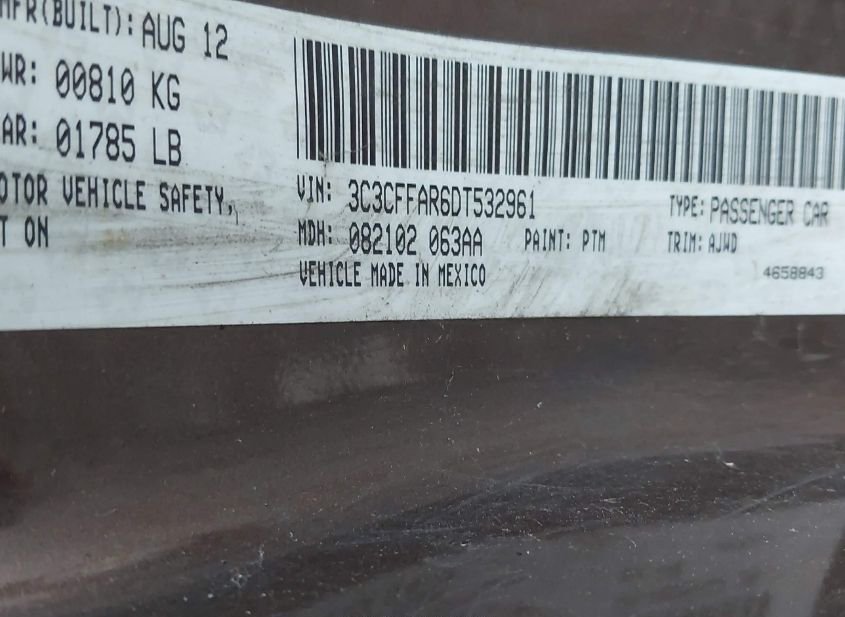 MFR(BUILT): AUG 12
WR: 00810 KG
AR: 01785 LB
OTOR VEHICLE SAFETY,
T ON
VIN: 3C3CFFAR6DT532961
TYPE: PASSENGER CAR
MDH: 082102 063AA PAINT: PTM TRIM: AJWD
VEHICLE MADE IN MEXICO
4658843